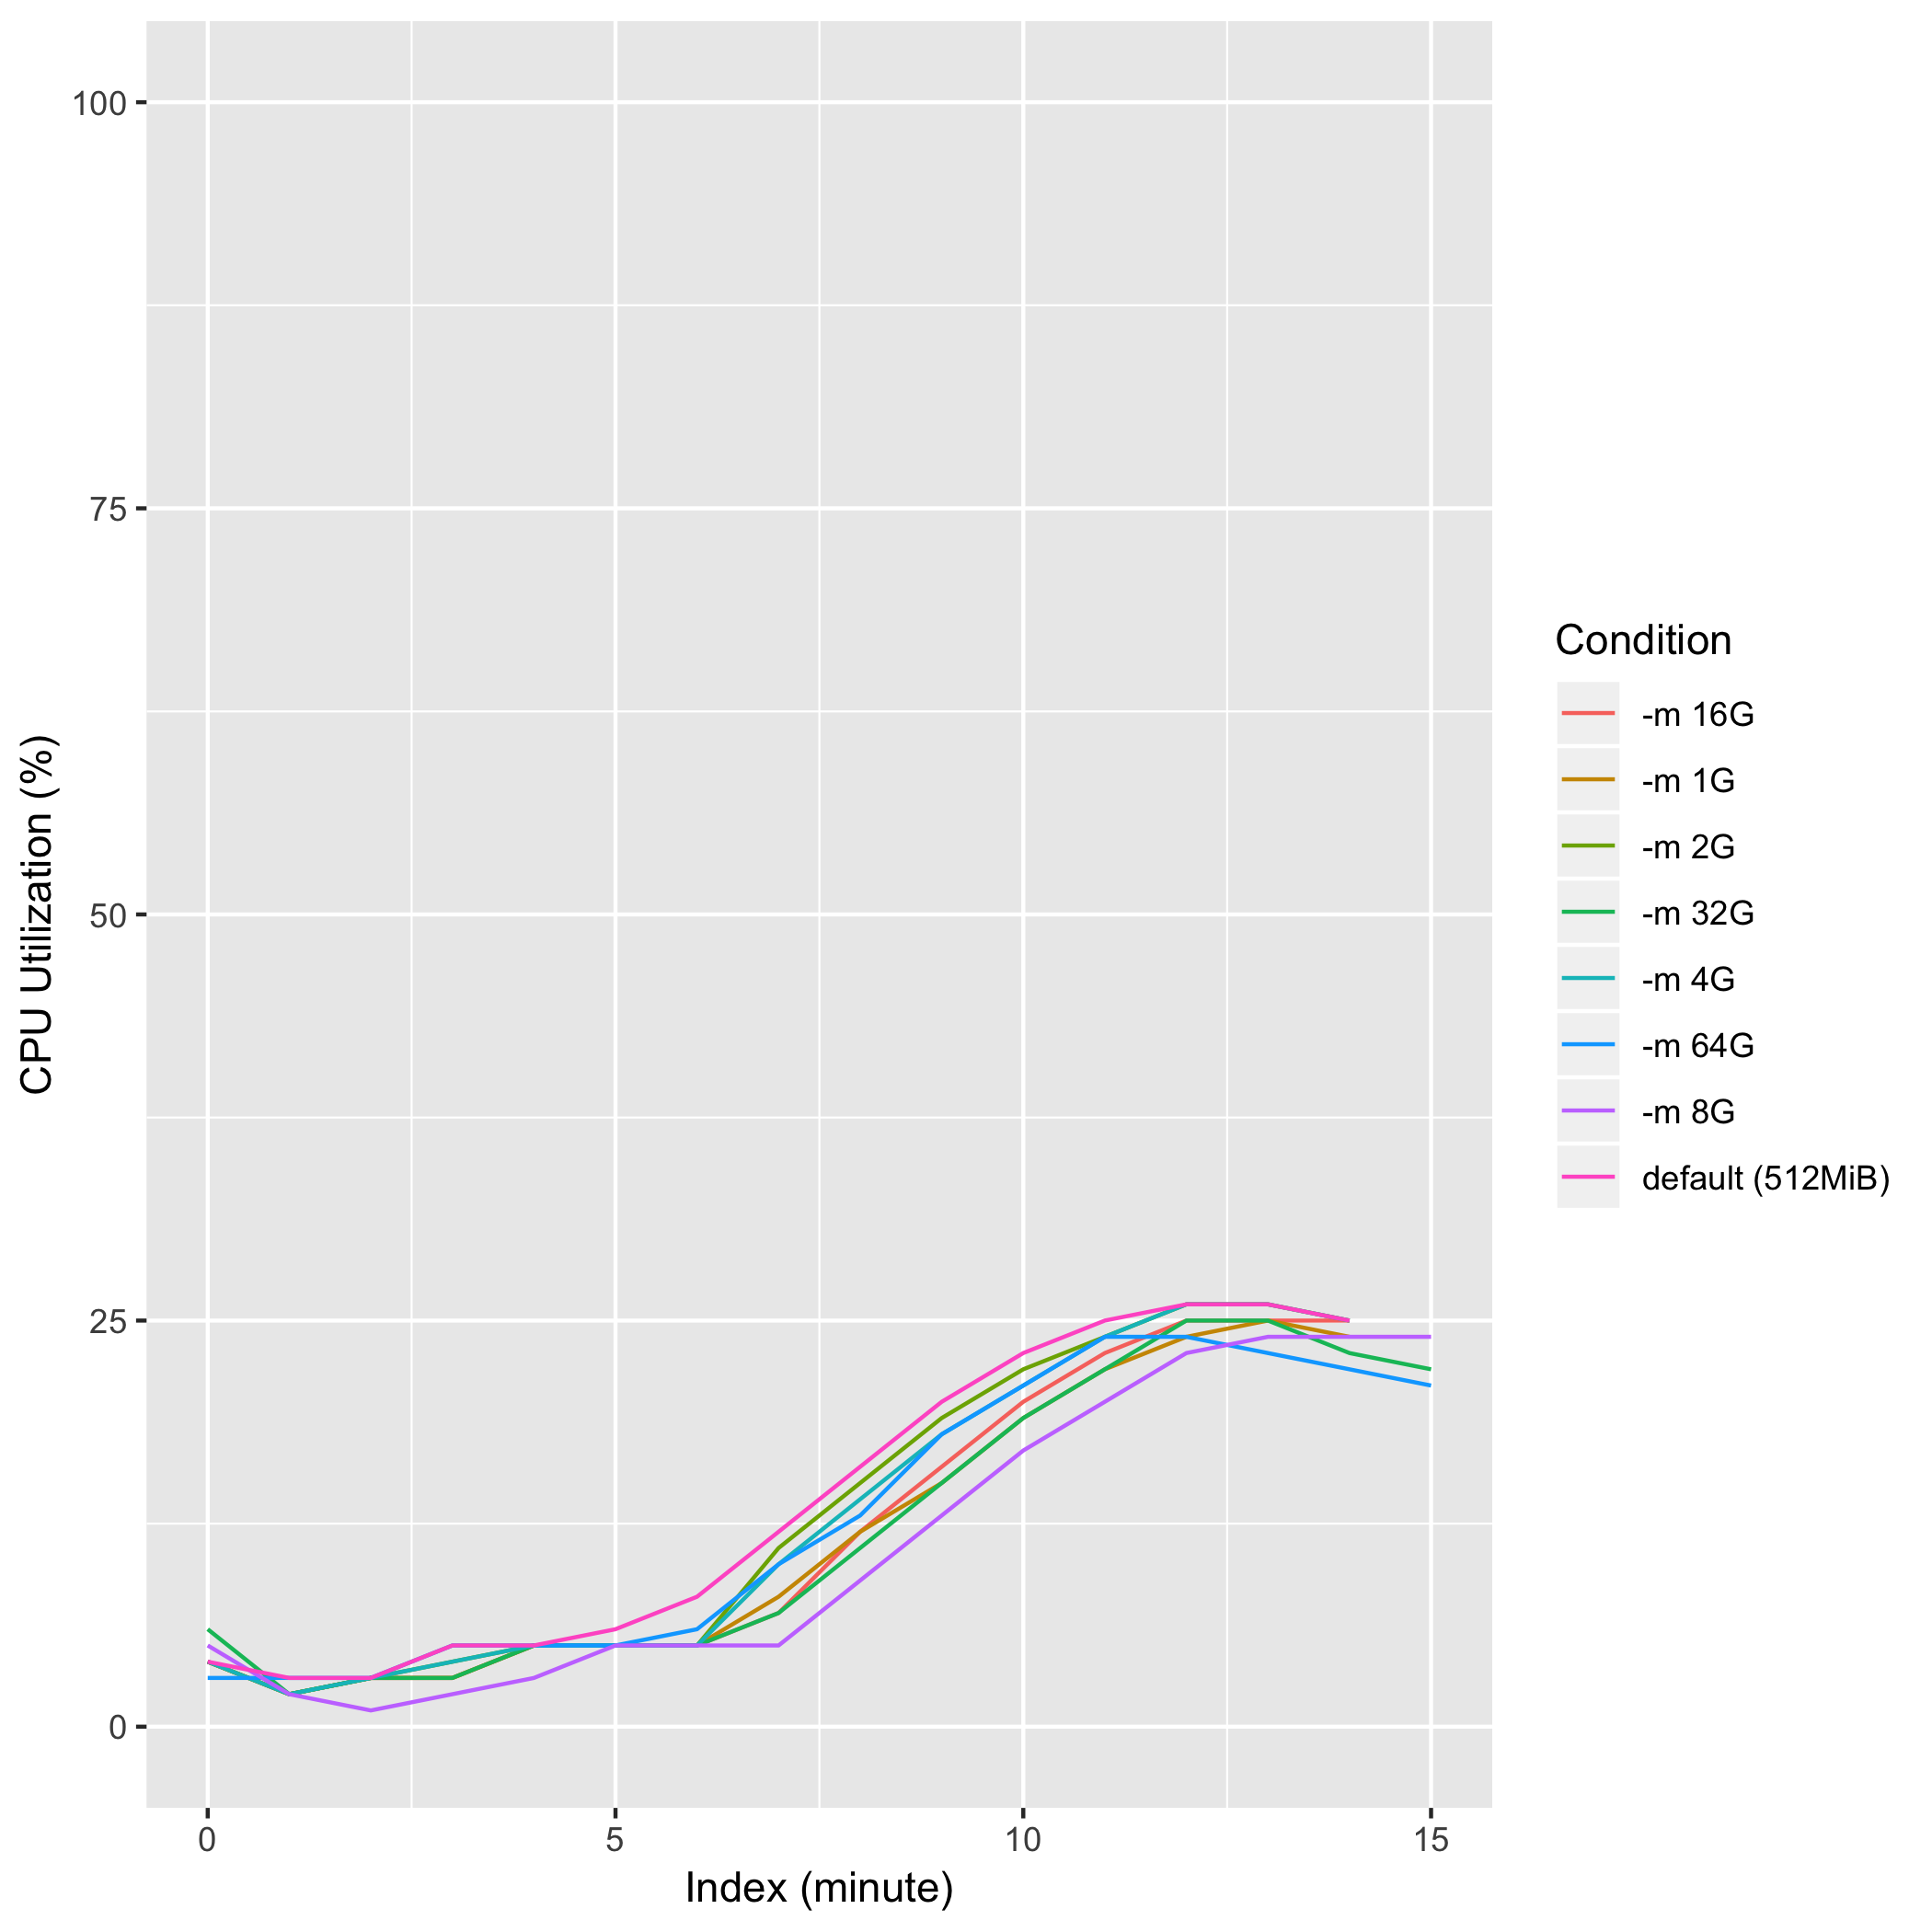 CPU Utilization (%)
100
75
50
25
0
0 5 10 15
Index (minute)
Condition
-m 16G
-m 1G
-m 2G
-m 32G
-m 4G
-m 64G
-m 8G
default (512MiB)